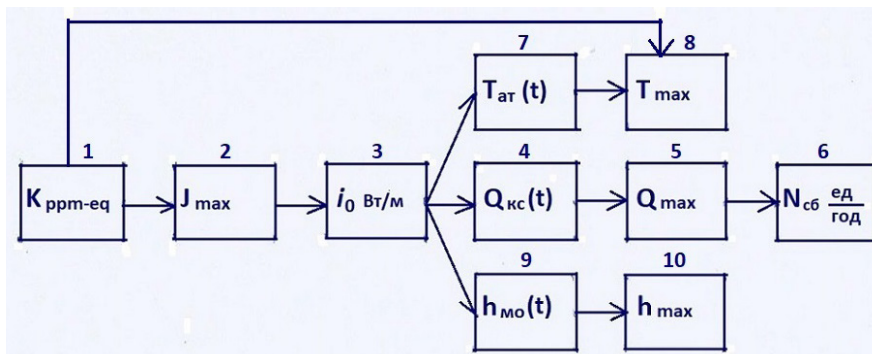 7 8
T ат (t) T max
1 2 3 4 5 6
K ppm-eq J max i₀ Вт/м Q кс (t) Q max N сб ед/год
9 10
h мо (t) h max